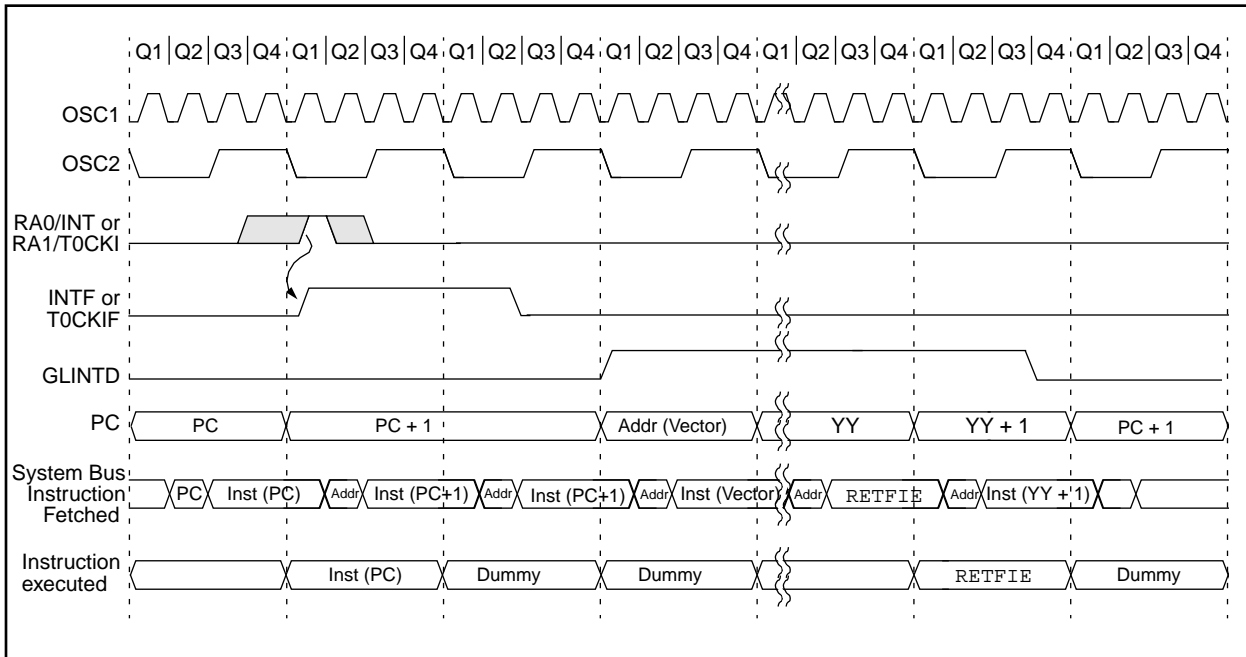 Q1 Q2 Q3 Q4 Q1 Q2 Q3 Q4 Q1 Q2 Q3 Q4 Q1 Q2 Q3 Q4 Q1 Q2 Q3 Q4 Q1 Q2 Q3 Q4 Q1 Q2 Q3 Q4
OSC1
OSC2
RA0/INT or
RA1/T0CKI
INTF or
T0CKIF
GLINTD
PC PC PC + 1 Addr (Vector) YY YY + 1 PC + 1
System Bus
Instruction
Fetched
PC Inst (PC) Addr Inst (PC+1) Addr Inst (PC+1) Addr Inst (Vector) Addr RETFIE Addr Inst (YY + 1)
Instruction
executed
Inst (PC) Dummy Dummy RETFIE Dummy